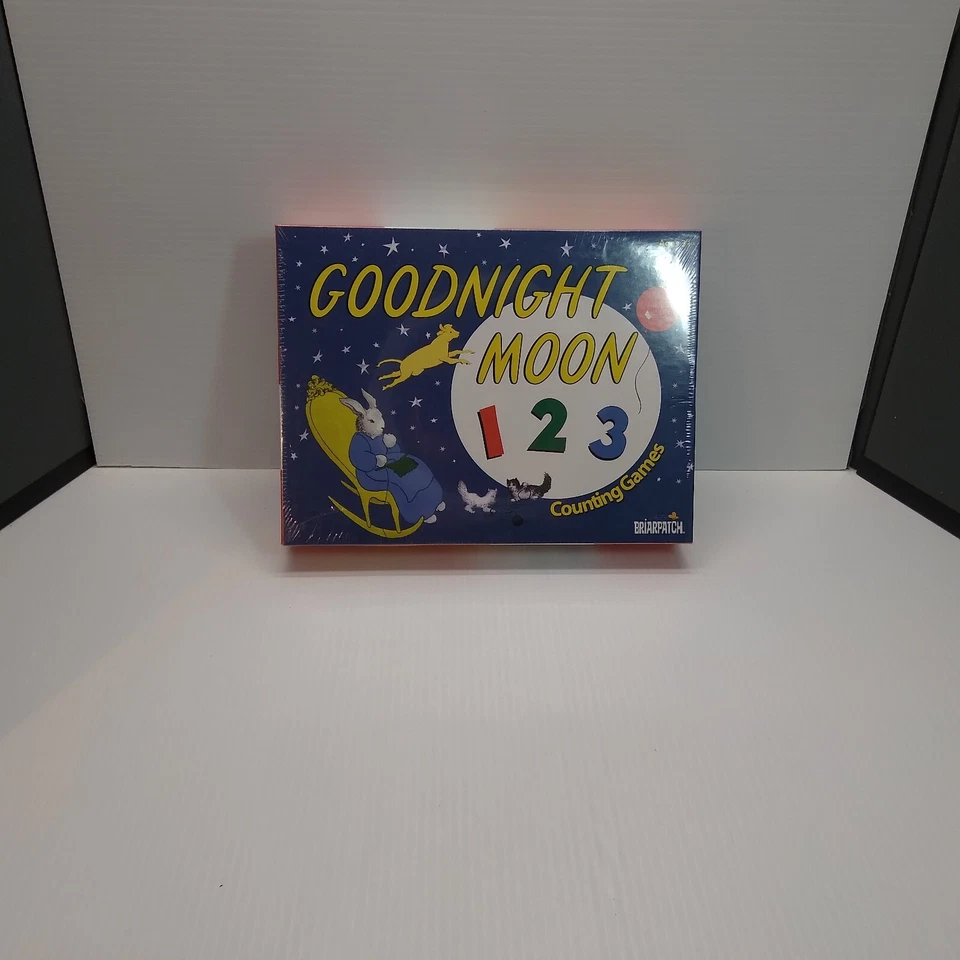 GOODNIGHT
MOON
1 2 3
Counting Games
BRIARPATCH